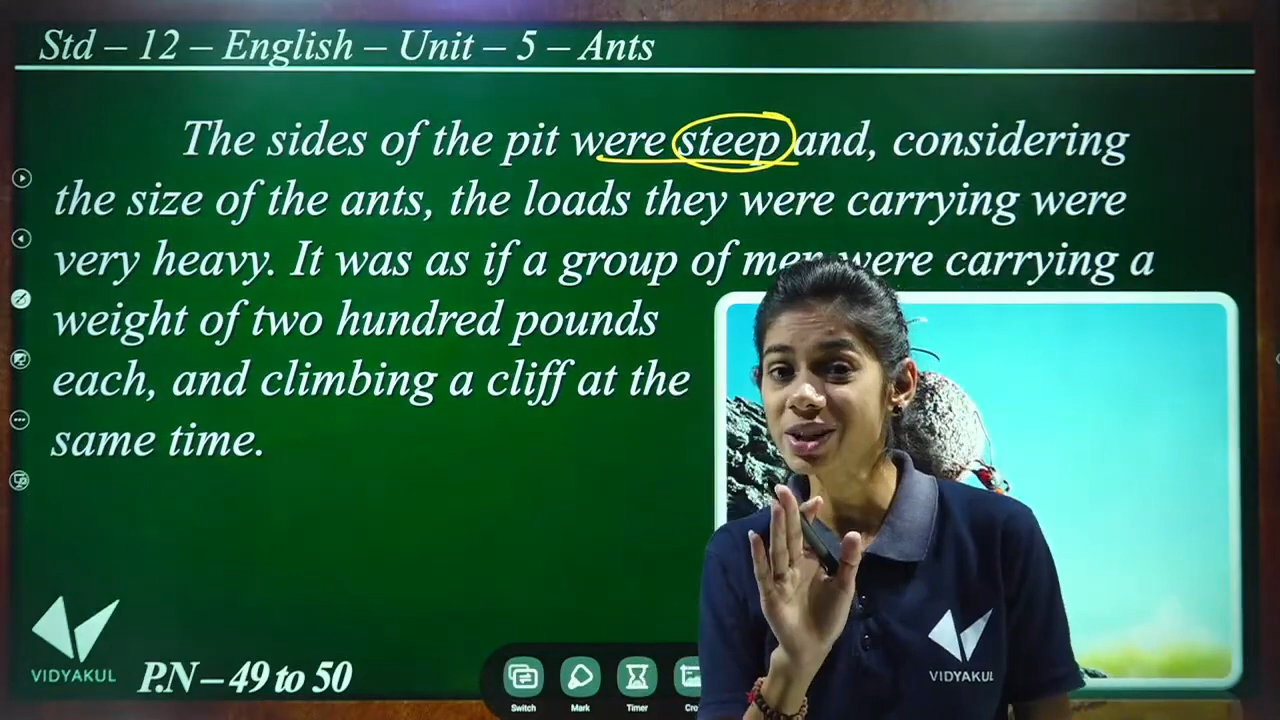 Std – 12 – English – Unit – 5 – Ants
The sides of the pit were steep and, considering
the size of the ants, the loads they were carrying were
very heavy. It was as if a group of men were carrying a
weight of two hundred pounds
each, and climbing a cliff at the
same time.
VIDYAKUL
P.N – 49 to 50
Switch
Mark
Timer
VIDYAKUL